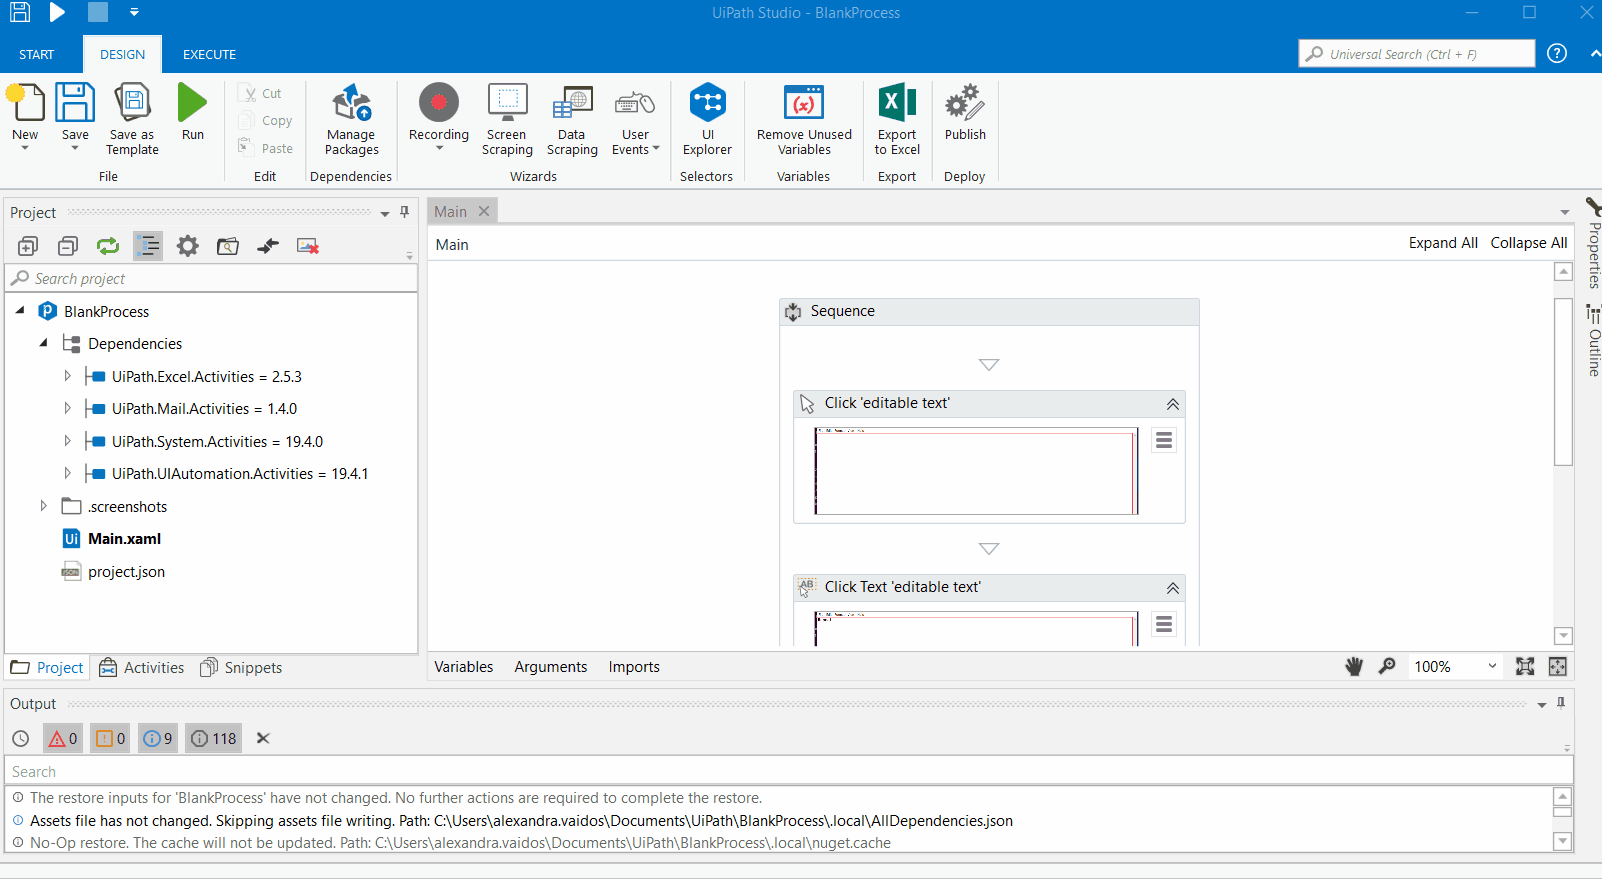 UiPath Studio - BlankProcess
START DESIGN EXECUTE
Universal Search (Ctrl + F)
New
Save
Save as
Template
Run
File
Cut
Copy
Paste
Edit
Manage
Packages
Dependencies
Recording
Screen
Scraping
Data
Scraping
User
Events
Wizards
UI
Explorer
Selectors
Remove Unused
Variables
Variables
Export
to Excel
Export
Publish
Deploy
Project
Search project
BlankProcess
Dependencies
UiPath.Excel.Activities = 2.5.3
UiPath.Mail.Activities = 1.4.0
UiPath.System.Activities = 19.4.0
UiPath.UIAutomation.Activities = 19.4.1
.screenshots
Main.xaml
project.json
Project Activities Snippets
Main
Main
Expand All Collapse All
Sequence
Click 'editable text'
Click Text 'editable text'
Variables Arguments Imports
100%
Properties
Outline
Output
0 0 9 118
Search
The restore inputs for 'BlankProcess' have not changed. No further actions are required to complete the restore.
Assets file has not changed. Skipping assets file writing. Path: C:\Users\alexandra.vaidos\Documents\UiPath\BlankProcess\.local\AllDependencies.json
No-Op restore. The cache will not be updated. Path: C:\Users\alexandra.vaidos\Documents\UiPath\BlankProcess\.local\nuget.cache